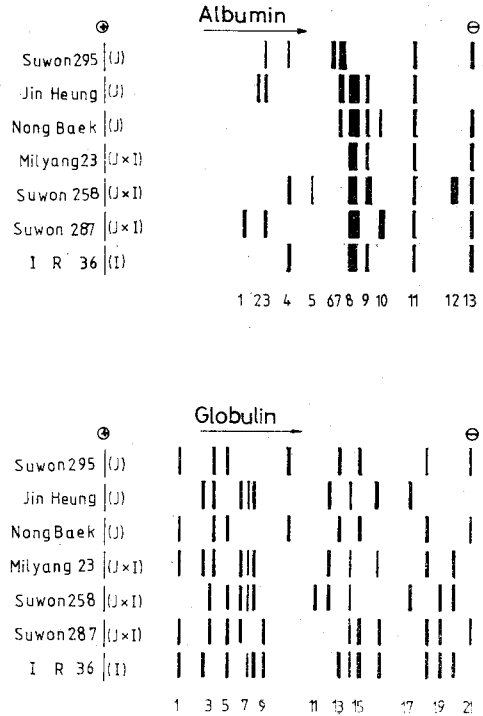 Albumin
⊕ ⊖
Suwon295 (J)
Jin Heung (J)
Nong Baek (J)
Milyang23 (J×I)
Suwon 258 (J×I)
Suwon 287 (J×I)
I R 36 (I)
1 23 4 5 67 8 9 10 11 12 13
Globulin
⊕ ⊖
Suwon295 (J)
Jin Heung (J)
NongBaek (J)
Milyang 23 (J×I)
Suwon258 (J×I)
Suwon287 (J×I)
I R 36 (I)
1 3 5 7 9 11 13 15 17 19 21